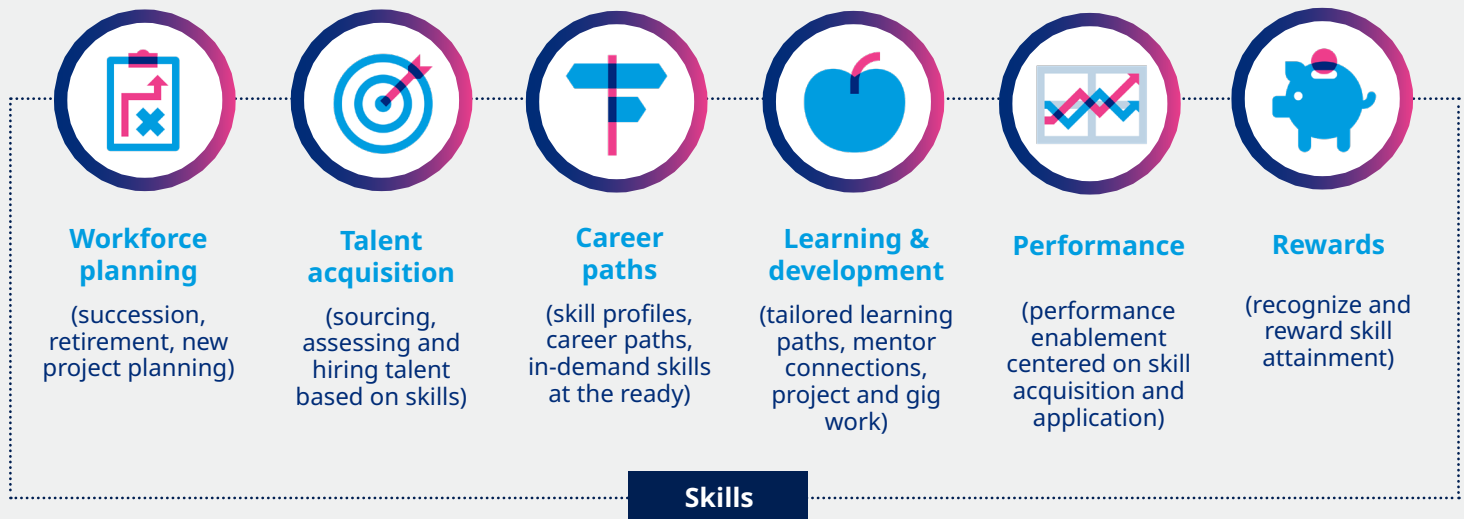 Workforce
planning
(succession,
retirement, new
project planning)
Talent
acquisition
(sourcing,
assessing and
hiring talent
based on skills)
Career
paths
(skill profiles,
career paths,
in-demand skills
at the ready)
Learning &
development
(tailored learning
paths, mentor
connections,
project and gig
work)
Performance
(performance
enablement
centered on skill
acquisition and
application)
Rewards
(recognize and
reward skill
attainment)
Skills